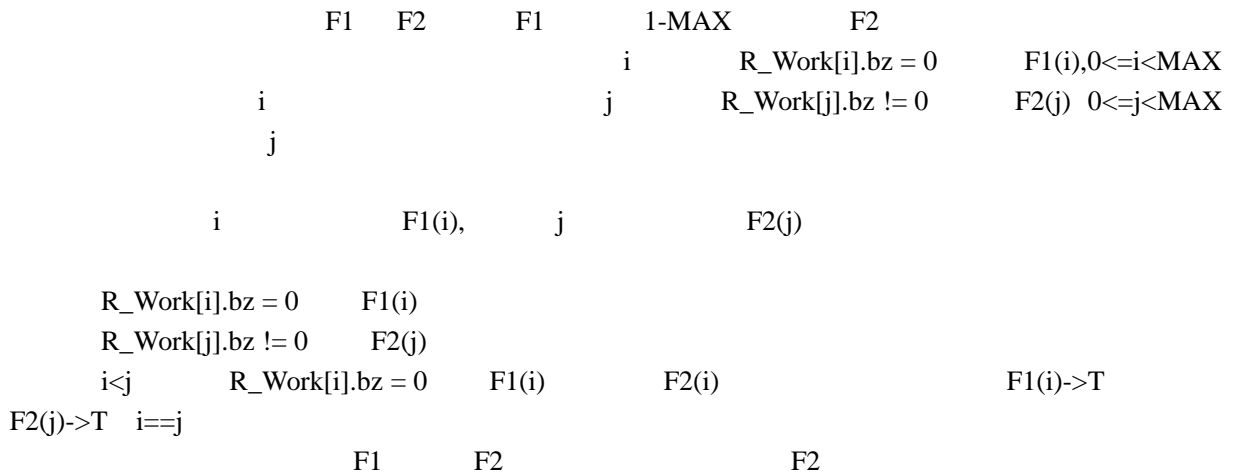 F1 F2 F1 1-MAX F2
i R_Work[i].bz = 0 F1(i),0<=i<MAX
i j R_Work[j].bz != 0 F2(j) 0<=j<MAX
j
i F1(i), j F2(j)
R_Work[i].bz = 0 F1(i)
R_Work[j].bz != 0 F2(j)
i<j R_Work[i].bz = 0 F1(i) F2(i) F1(i)->T
F2(j)->T i==j
F1 F2 F2